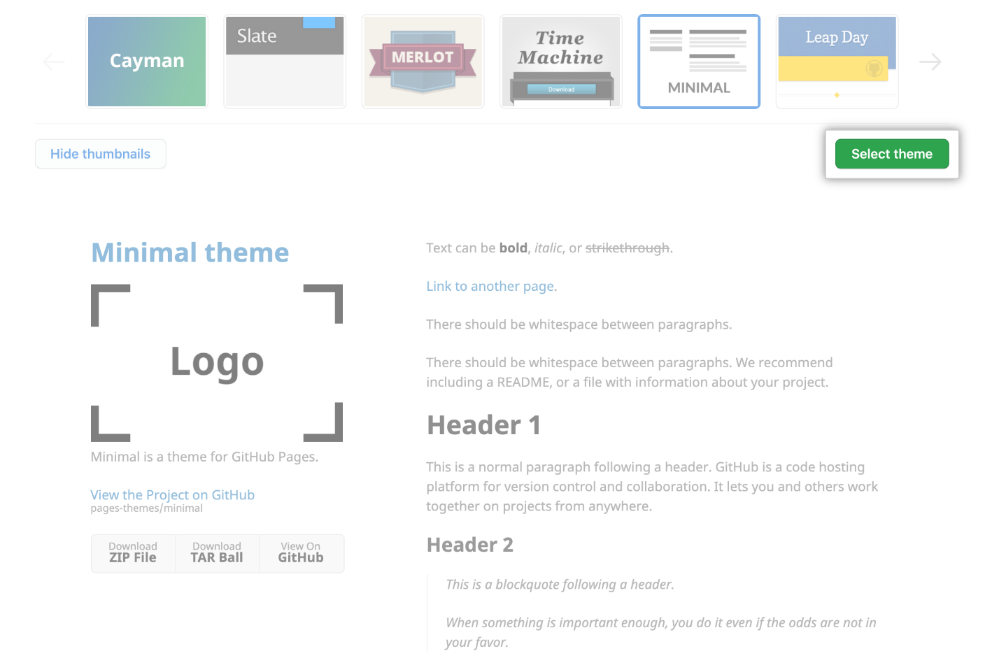 Cayman
Slate
MERLOT
Time
Machine
Download
MINIMAL
Leap Day
Hide thumbnails
Select theme
Minimal theme
Logo
Minimal is a theme for GitHub Pages.
View the Project on GitHub
pages-themes/minimal
Download
ZIP File
Download
TAR Ball
View On
GitHub
Text can be bold, italic, or strikethrough.
Link to another page.
There should be whitespace between paragraphs.
There should be whitespace between paragraphs. We recommend
including a README, or a file with information about your project.
Header 1
This is a normal paragraph following a header. GitHub is a code hosting
platform for version control and collaboration. It lets you and others work
together on projects from anywhere.
Header 2
This is a blockquote following a header.
When something is important enough, you do it even if the odds are not in
your favor.